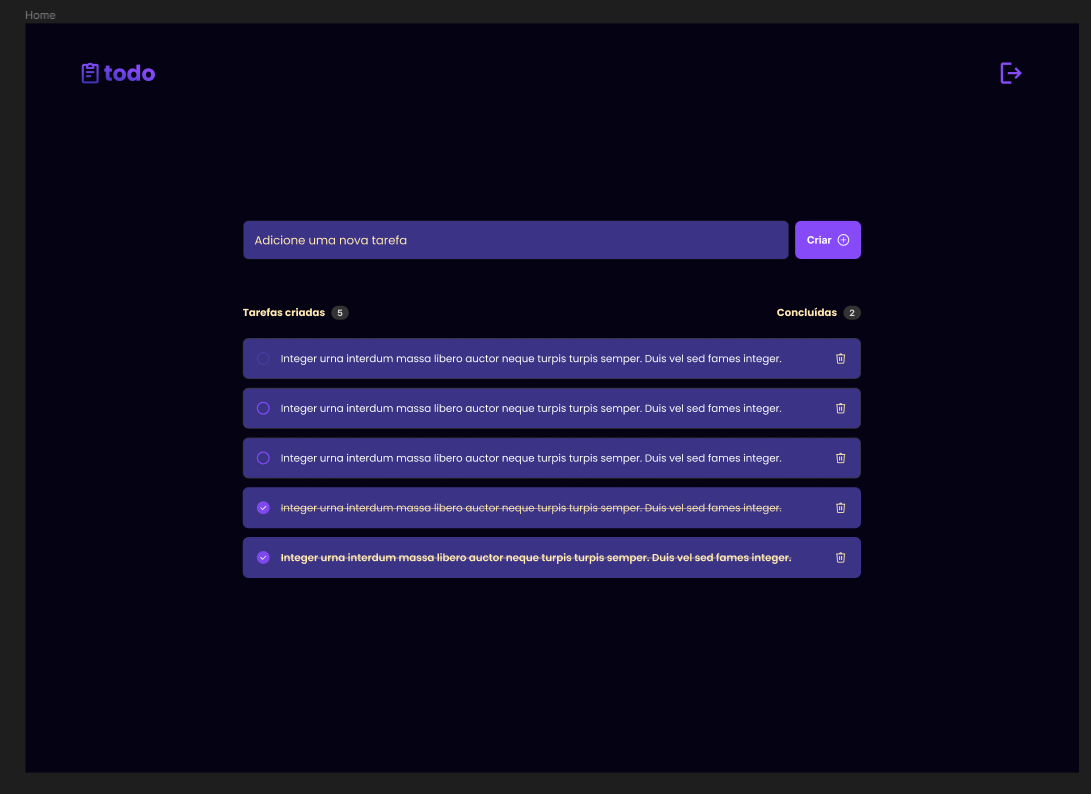 Home
todo
Adicione uma nova tarefa
Criar
Tarefas criadas 5
Concluídas 2
Integer urna interdum massa libero auctor neque turpis turpis semper. Duis vel sed fames integer.
Integer urna interdum massa libero auctor neque turpis turpis semper. Duis vel sed fames integer.
Integer urna interdum massa libero auctor neque turpis turpis semper. Duis vel sed fames integer.
Integer urna interdum massa libero auctor neque turpis turpis semper. Duis vel sed fames integer.
Integer urna interdum massa libero auctor neque turpis turpis semper. Duis vel sed fames integer.